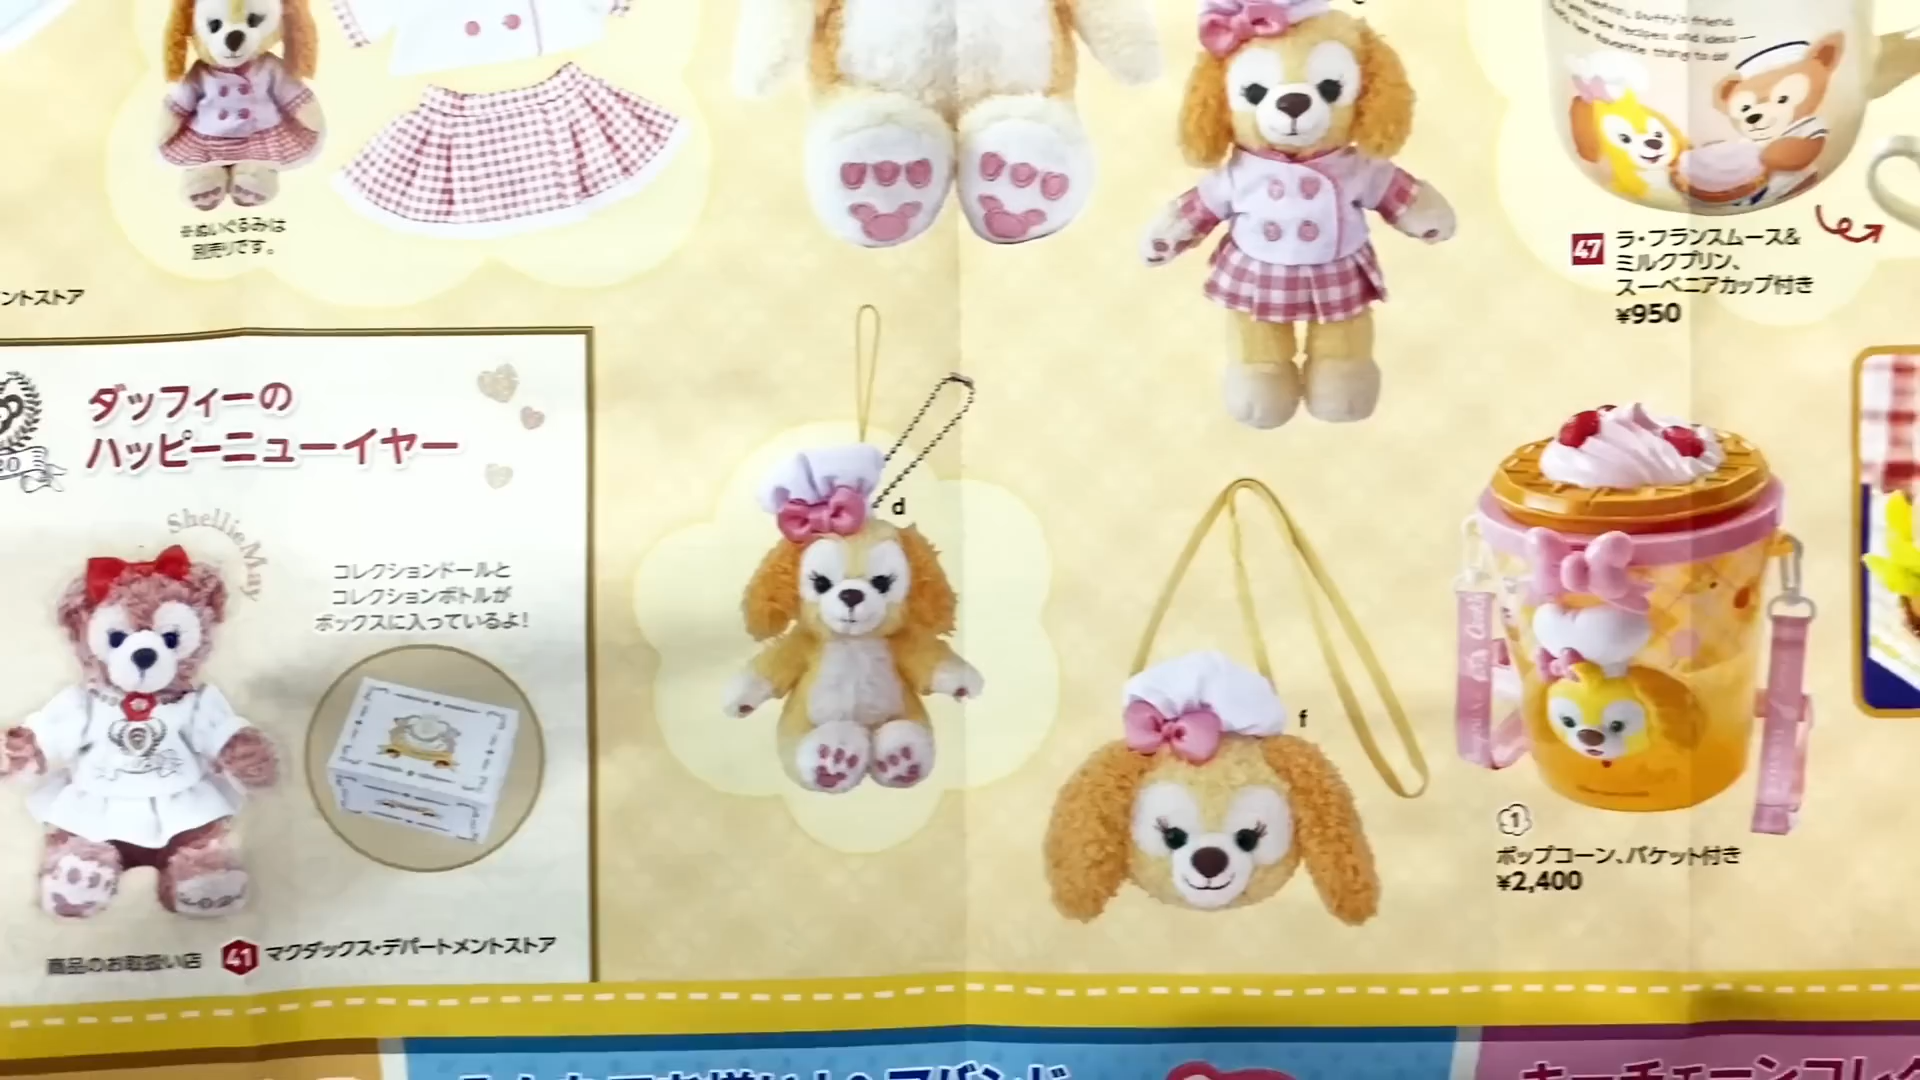 ※ぬいぐるみは
別売りです。
ントストア
ダッフィーの
ハッピーニューイヤー
ShellieMay
コレクションドールと
コレクションボトルが
ボックスに入っているよ!
商品のお取扱い店 41 マクダックス・デパートメントストア
d
f
47 ラ・フランスムース&
ミルクプリン、
スーベニアカップ付き
¥950
1
ポップコーン、バケット付き
¥2,400